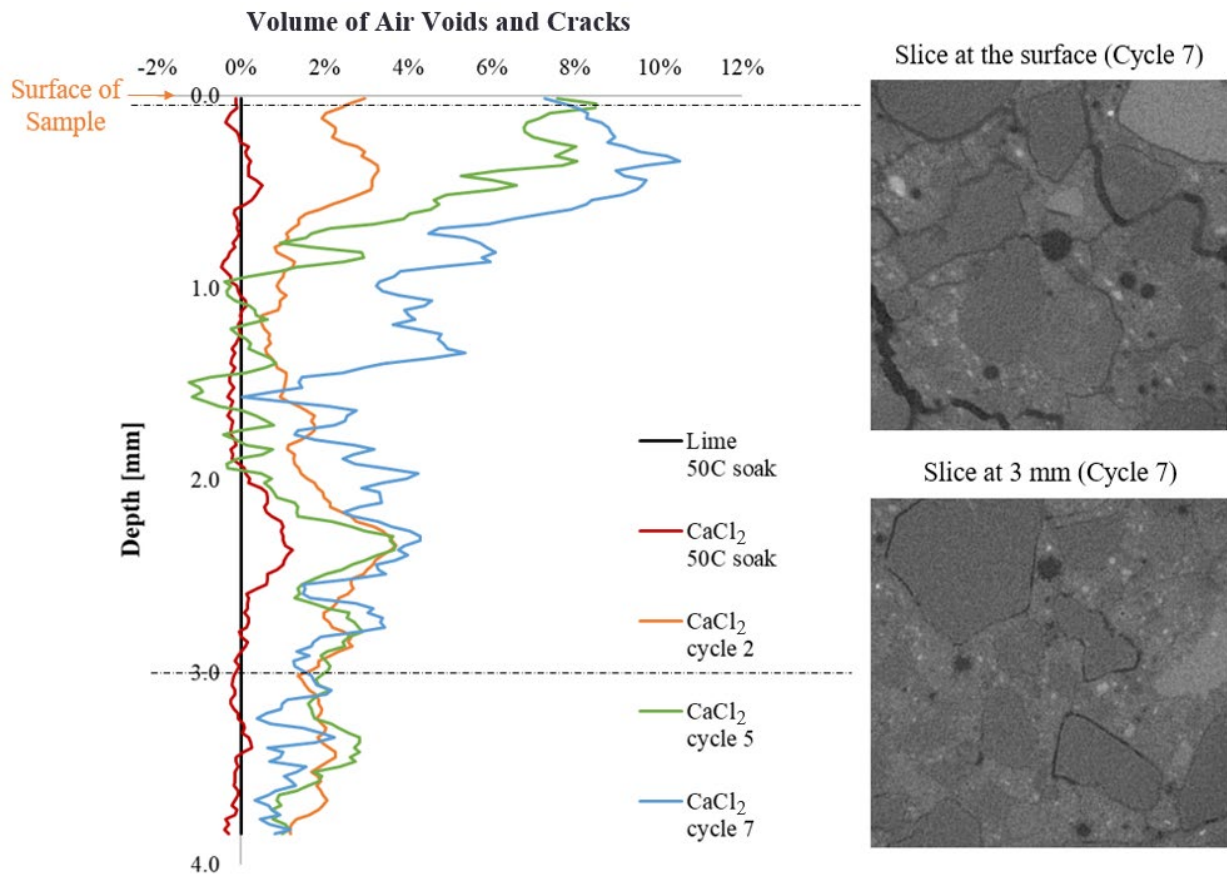 Volume of Air Voids and Cracks
-2% 0% 2% 4% 6% 8% 10% 12%
Surface of
Sample
0.0
1.0
2.0
3.0
4.0
Depth [mm]
Lime
50C soak
CaCl₂
50C soak
CaCl₂
cycle 2
CaCl₂
cycle 5
CaCl₂
cycle 7
Slice at the surface (Cycle 7)
Slice at 3 mm (Cycle 7)